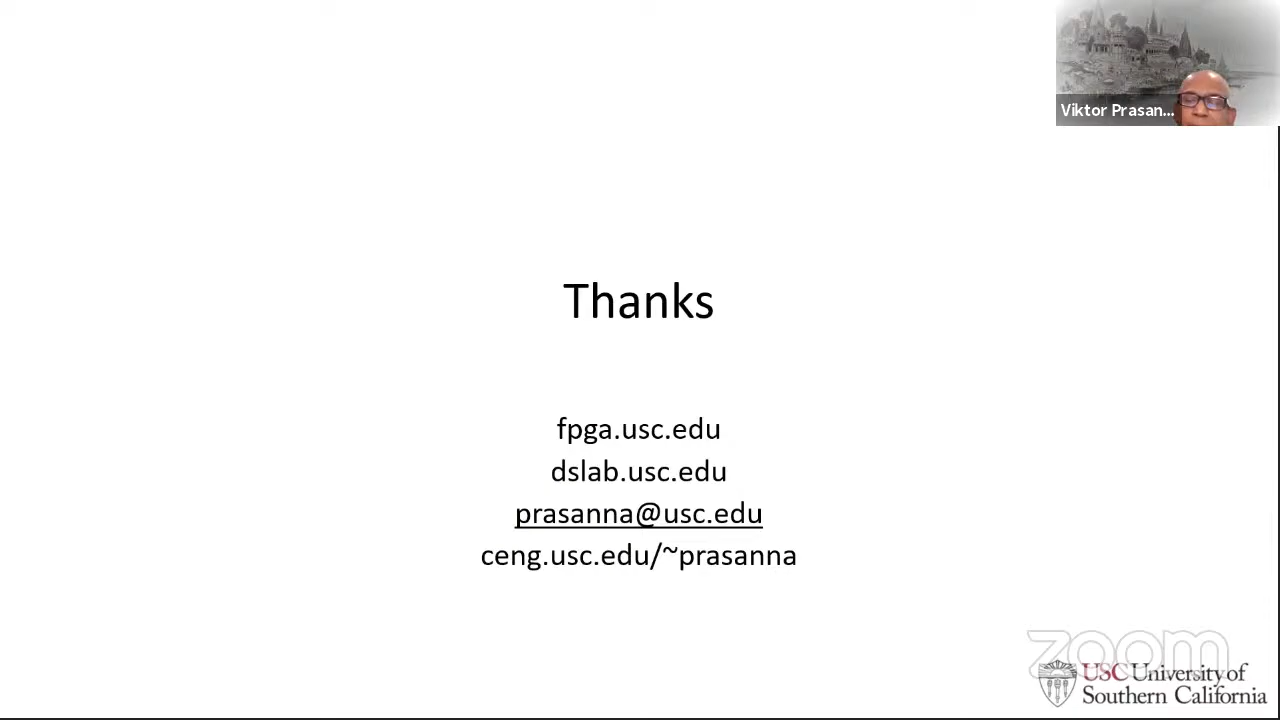 Viktor Prasan...
Thanks
fpga.usc.edu
dslab.usc.edu
prasanna@usc.edu
ceng.usc.edu/~prasanna
zoom
USC University of
Southern California